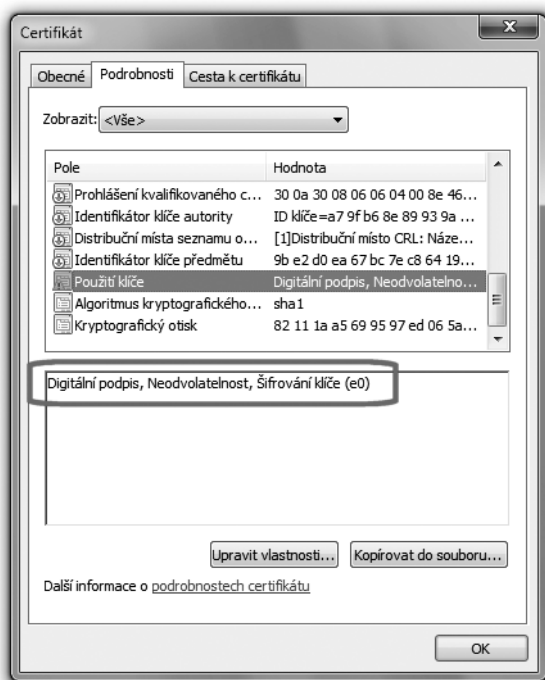 Certifikát
Obecné Podrobnosti Cesta k certifikátu
Zobrazit: <Vše>
Pole Hodnota
Prohlášení kvalifikovaného c... 30 0a 30 08 06 06 04 00 8e 46...
Identifikátor klíče autority ID klíče=a7 9f b6 8e 89 93 9a ...
Distribuční místa seznamu o... [1]Distribuční místo CRL: Náze...
Identifikátor klíče předmětu 9b e2 d0 ea 67 bc 7e c8 64 19...
Použití klíče Digitální podpis, Neodvolatelno...
Algoritmus kryptografického... sha1
Kryptografický otisk 82 11 1a a5 69 95 97 ed 06 5a...
Digitální podpis, Neodvolatelnost, Šifrování klíče (e0)
Upravit vlastnosti... Kopírovat do souboru...
Další informace o podrobnostech certifikátu
OK